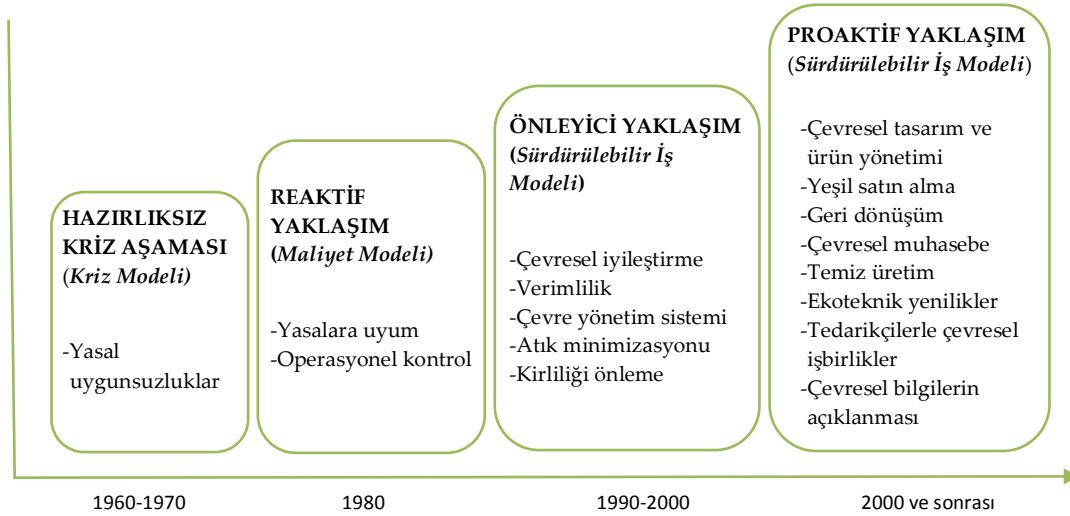 HAZIRLIKSIZ
KRİZ AŞAMASI
(Kriz Modeli)
-Yasal
uygunsuzluklar
REAKTİF
YAKLAŞIM
(Maliyet Modeli)
-Yasalara uyum
-Operasyonel kontrol
ÖNLEYİCİ YAKLAŞIM
(Sürdürülebilir İş
Modeli)
-Çevresel iyileştirme
-Verimlilik
-Çevre yönetim sistemi
-Atık minimizasyonu
-Kirliliği önleme
PROAKTİF YAKLAŞIM
(Sürdürülebilir İş Modeli)
-Çevresel tasarım ve
ürün yönetimi
-Yeşil satın alma
-Geri dönüşüm
-Çevresel muhasebe
-Temiz üretim
-Ekoteknik yenilikler
-Tedarikçilerle çevresel
işbirlikler
-Çevresel bilgilerin
açıklanması
1960-1970
1980
1990-2000
2000 ve sonrası